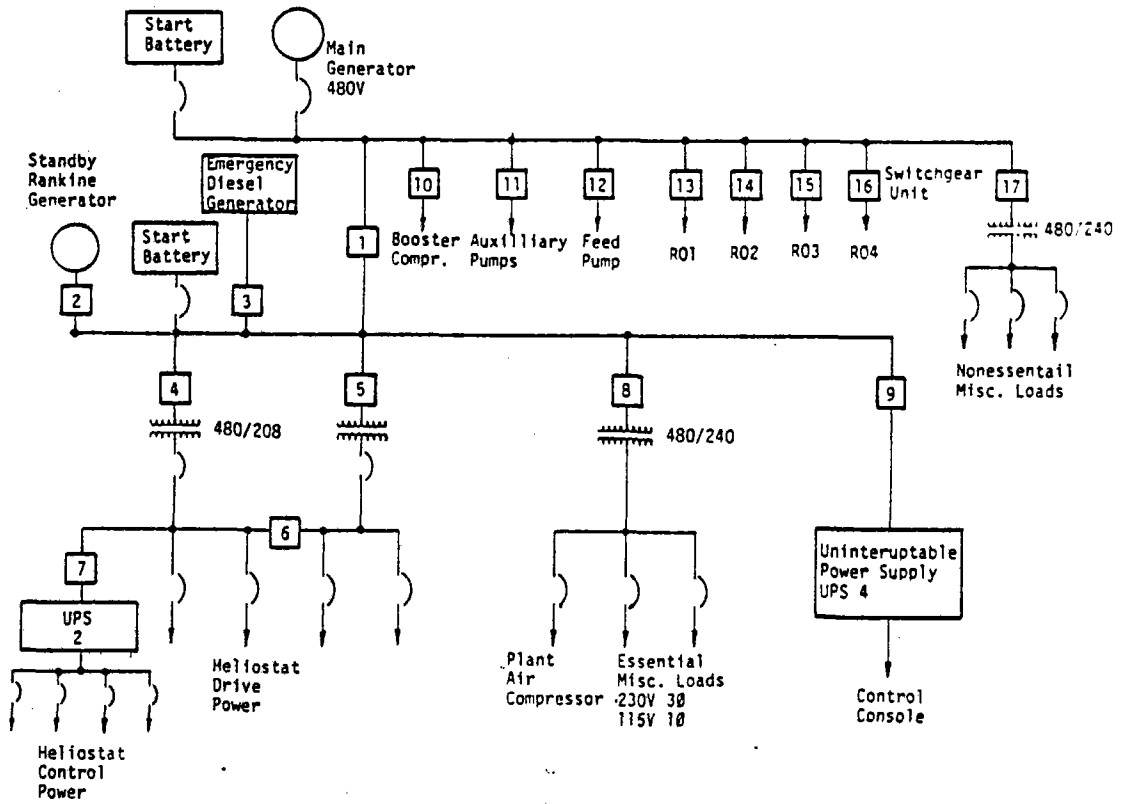 Start
Battery
Main
Generator
480V
Standby
Rankine
Generator
Emergency
Diesel
Generator
Start
Battery
1
2
3
10
11
12
13
14
15
16
Switchgear
Unit
17
Booster
Compr.
Auxilliary
Pumps
Feed
Pump
RO1
RO2
RO3
RO4
480/240
Nonessentail
Misc. Loads
4
5
8
9
480/208
480/240
6
7
UPS
2
Uninteruptable
Power Supply
UPS 4
Heliostat
Drive
Power
Plant
Air
Compressor
Essential
Misc. Loads
230V 3Ø
115V 1Ø
Control
Console
Heliostat
Control
Power